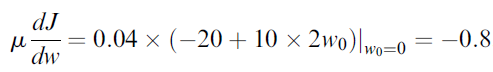 μ dJ/dw = 0.04 × (−20 + 10 × 2w₀)|w₀=0 = −0.8